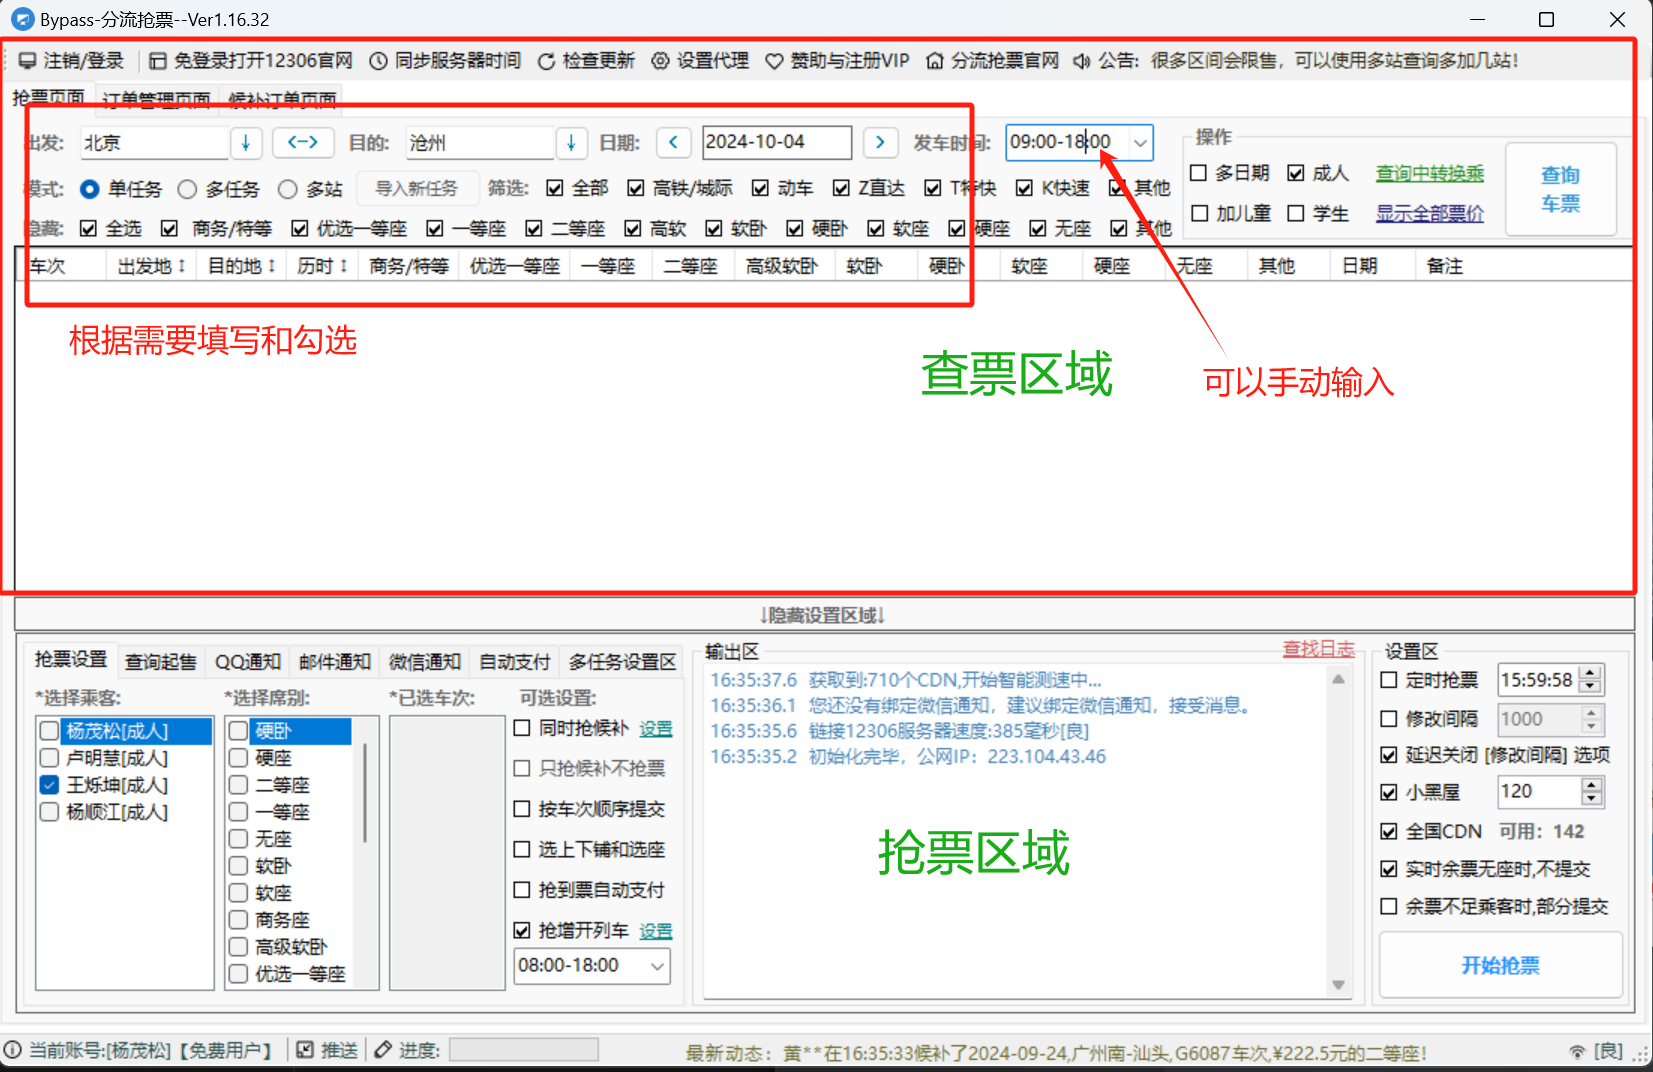 Bypass-分流抢票--Ver1.16.32
注销/登录 免登录打开12306官网 同步服务器时间 检查更新 设置代理 赞助与注册VIP 分流抢票官网 公告: 很多区间会限售，可以使用多站查询多加几站!
抢票页面 订单管理页面 候补订单页面
出发: 北京 ↓ <--> 目的: 沧州 ↓ 日期: < 2024-10-04 > 发车时间: 09:00-18:00 操作
模式: 单任务 多任务 多站 导入新任务 筛选: 全部 高铁/城际 动车 Z直达 T特快 K快速 其他 多日期 成人 查询中转换乘 查询
车票
隐藏: 全选 商务/特等 优选一等座 一等座 二等座 高软 软卧 硬卧 软座 硬座 无座 其他 加儿童 学生 显示全部票价
车次 出发地↕ 目的地↕ 历时↕ 商务/特等 优选一等座 一等座 二等座 高级软卧 软卧 硬卧 软座 硬座 无座 其他 日期 备注
根据需要填写和勾选
查票区域
可以手动输入
↓隐藏设置区域↓
抢票设置 查询起售 QQ通知 邮件通知 微信通知 自动支付 多任务设置区
*选择乘客: *选择席别: *已选车次: 可选设置:
杨茂松[成人]
卢明慧[成人]
王烁坤[成人]
杨顺江[成人]
硬卧
硬座
二等座
一等座
无座
软卧
软座
商务座
高级软卧
优选一等座
同时抢候补 设置
只抢候补不抢票
按车次顺序提交
选上下铺和选座
抢到票自动支付
抢增开列车 设置
08:00-18:00
输出区 查找日志
16:35:37.6 获取到:710个CDN,开始智能测速中...
16:35:36.1 您还没有绑定微信通知，建议绑定微信通知，接受消息。
16:35:35.6 链接12306服务器速度:385毫秒[良]
16:35:35.2 初始化完毕，公网IP：223.104.43.46
抢票区域
设置区
定时抢票 15:59:58
修改间隔 1000
延迟关闭 [修改间隔] 选项
小黑屋 120
全国CDN 可用：142
实时余票无座时,不提交
余票不足乘客时,部分提交
开始抢票
当前账号:[杨茂松]【免费用户】 推送 进度: 最新动态：黄**在16:35:33候补了2024-09-24,广州南-汕头,G6087车次,¥222.5元的二等座! [良]